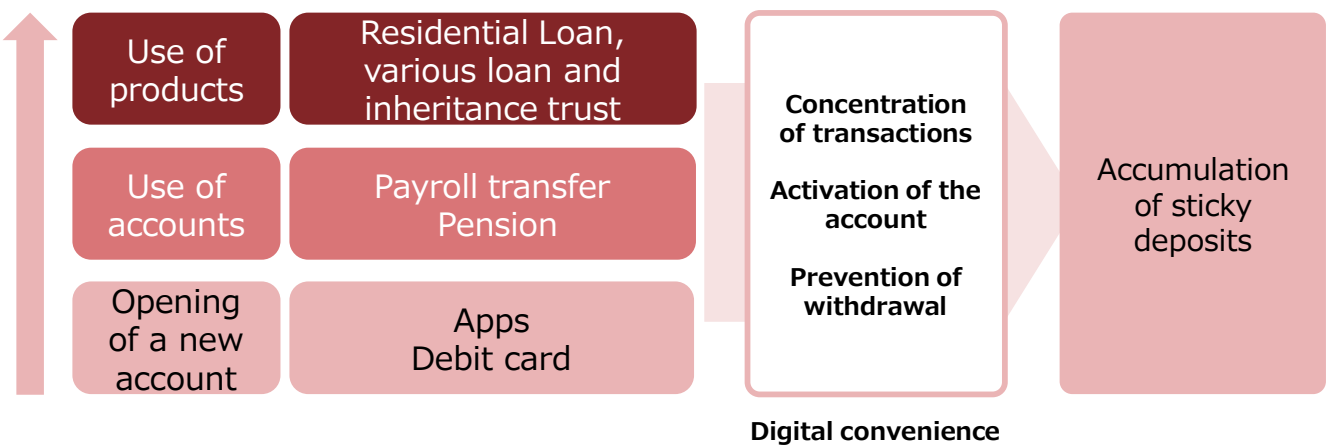 Use of
products
Residential Loan,
various loan and
inheritance trust
Use of
accounts
Payroll transfer
Pension
Opening
of a new
account
Apps
Debit card
Concentration
of transactions
Activation of the
account
Prevention of
withdrawal
Digital convenience
Accumulation
of sticky
deposits